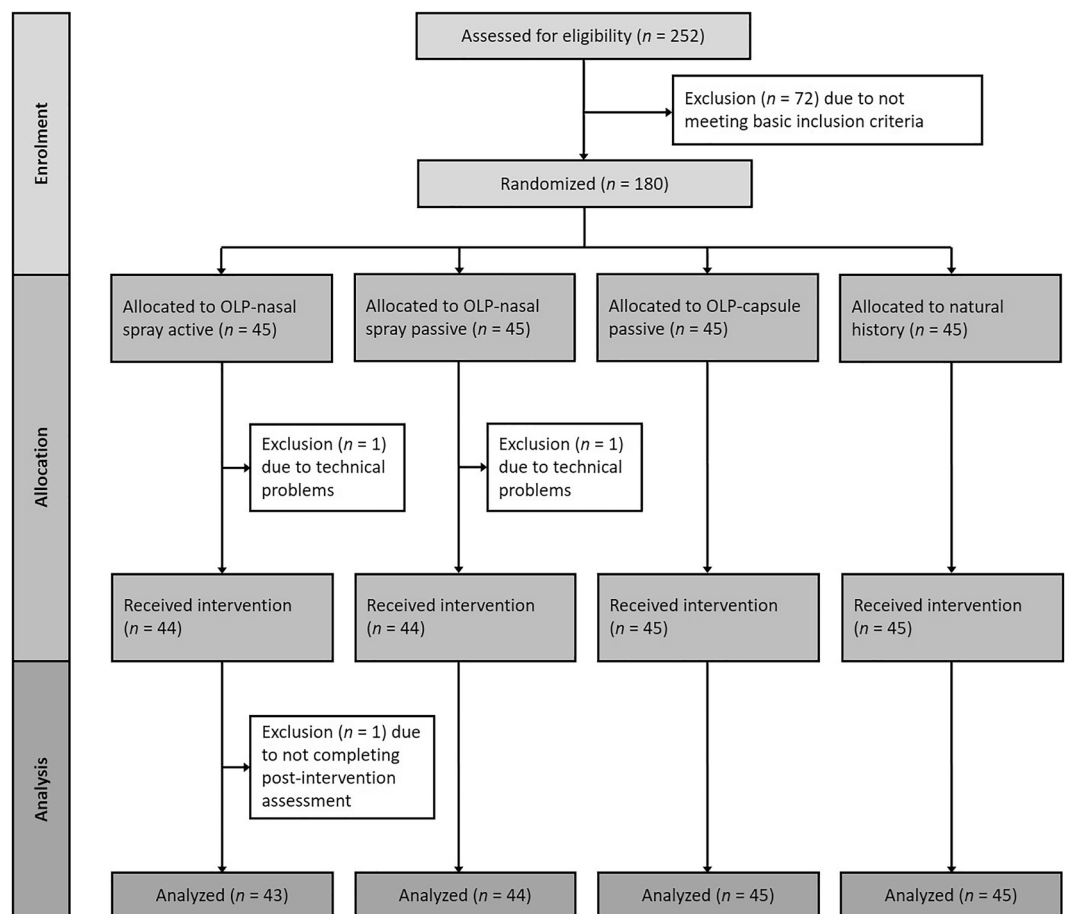 Enrolment
Assessed for eligibility (n = 252)
Exclusion (n = 72) due to not
meeting basic inclusion criteria
Randomized (n = 180)
Allocation
Allocated to OLP-nasal
spray active (n = 45)
Allocated to OLP-nasal
spray passive (n = 45)
Allocated to OLP-capsule
passive (n = 45)
Allocated to natural
history (n = 45)
Exclusion (n = 1)
due to technical
problems
Exclusion (n = 1)
due to technical
problems
Received intervention
(n = 44)
Received intervention
(n = 44)
Received intervention
(n = 45)
Received intervention
(n = 45)
Analysis
Exclusion (n = 1) due
to not completing
post-intervention
assessment
Analyzed (n = 43)
Analyzed (n = 44)
Analyzed (n = 45)
Analyzed (n = 45)